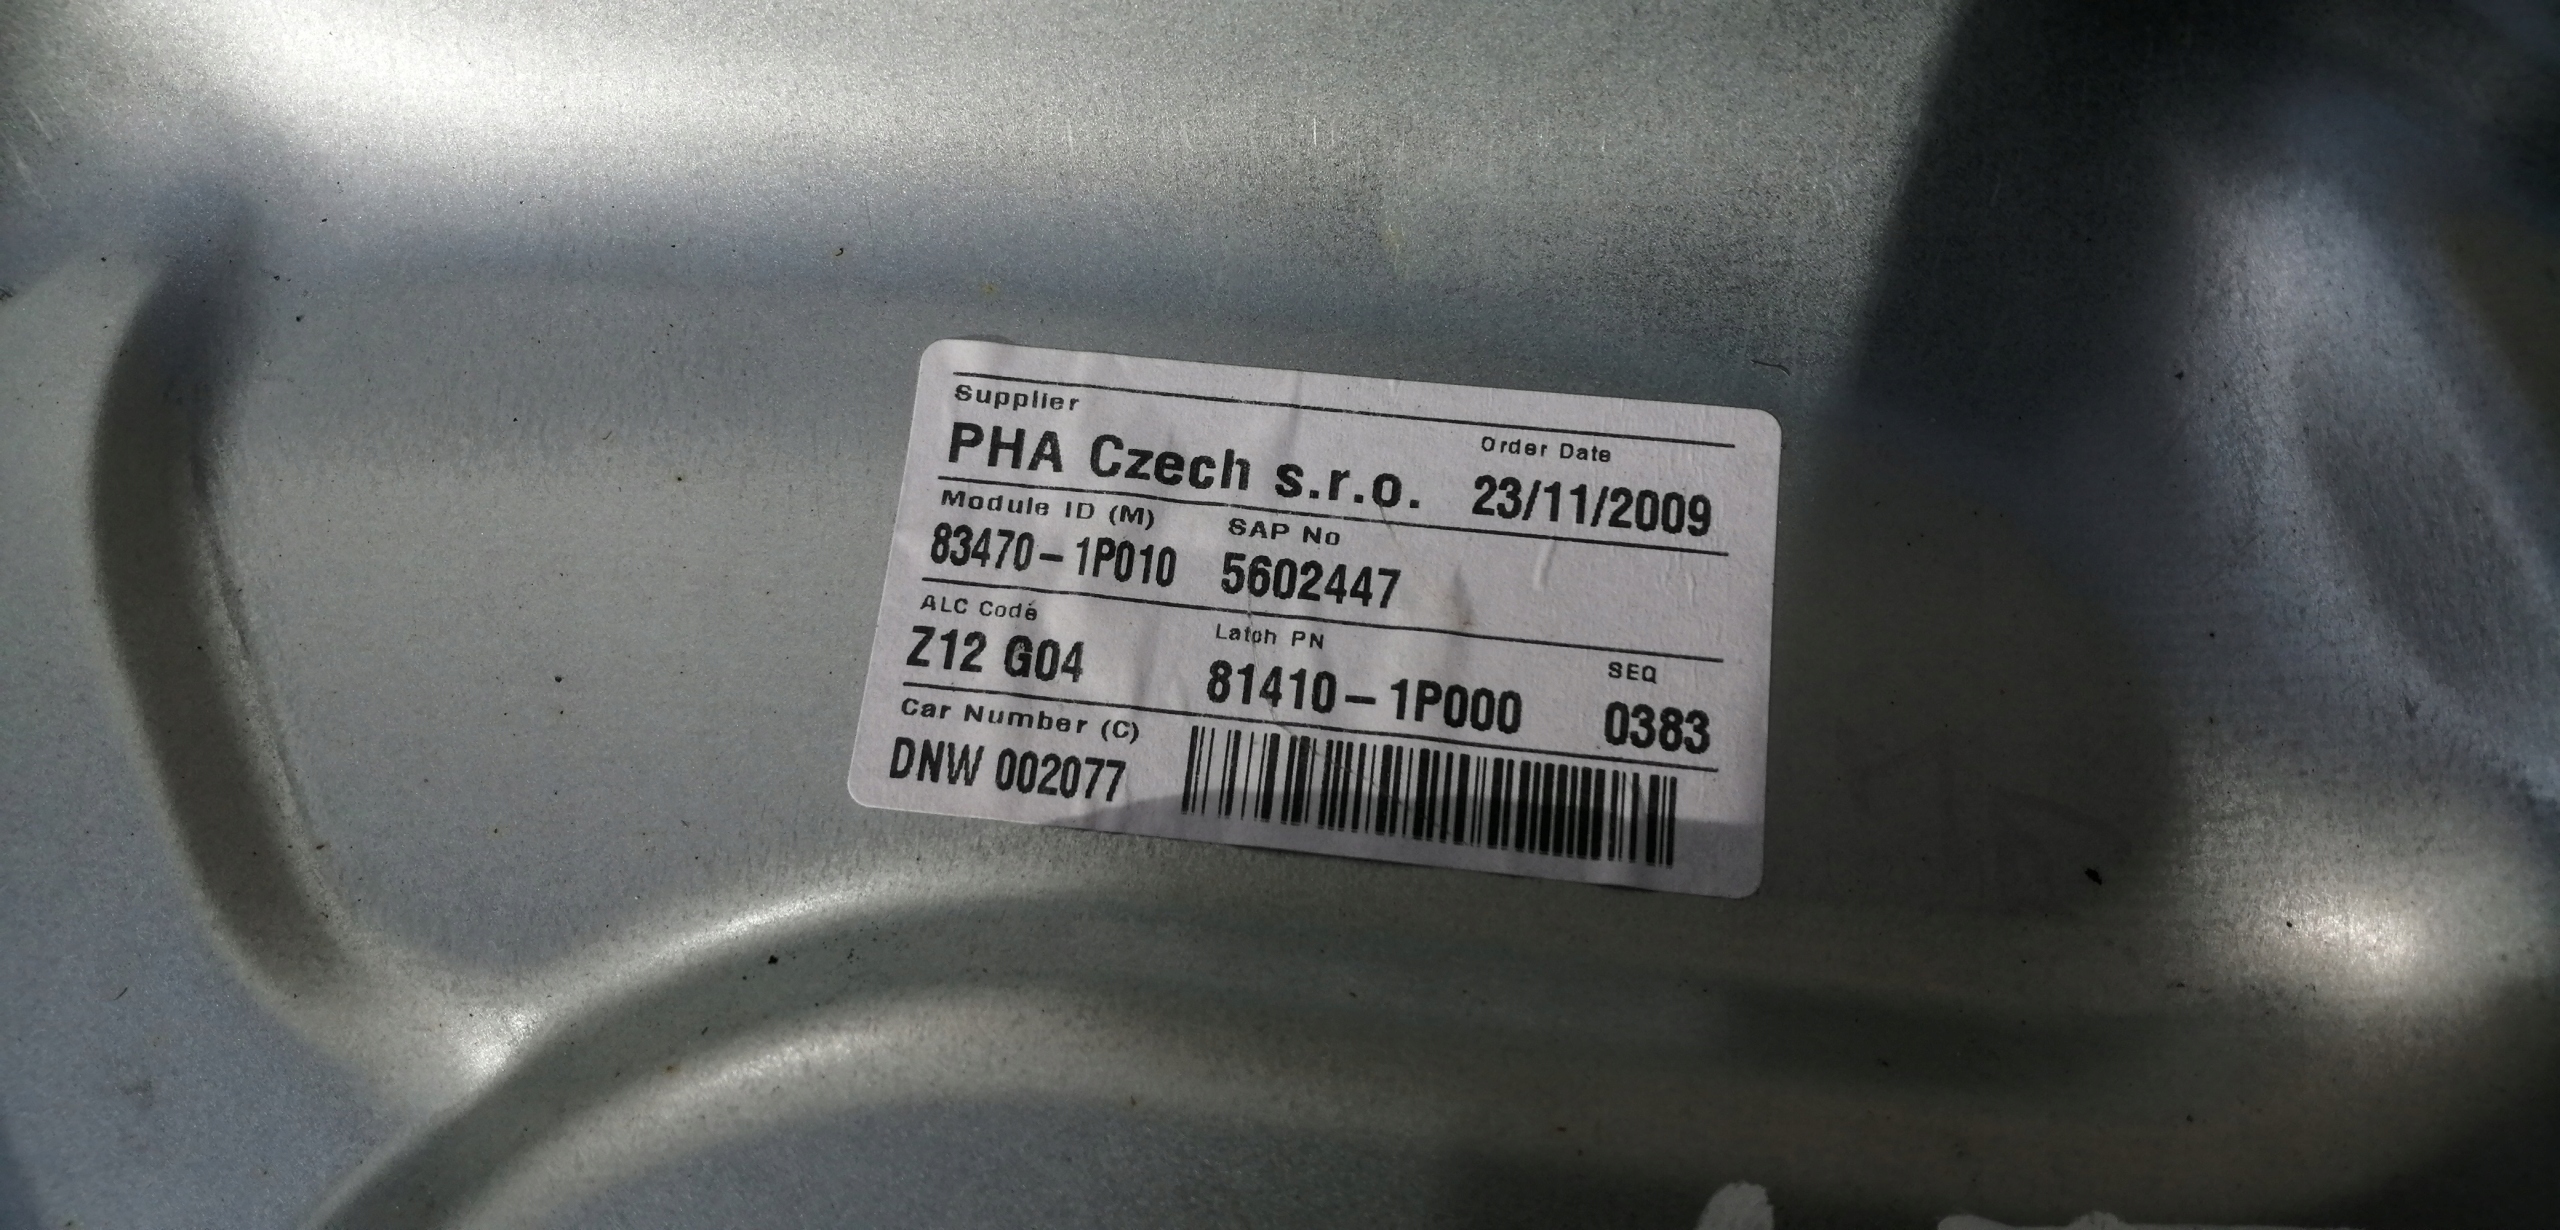 Supplier
Order Date
PHA Czech s.r.o. 23/11/2009
Module ID (M) SAP No
83470-1P010 5602447
ALC Code Latch PN SEQ
Z12 G04 81410-1P000 0383
Car Number (C)
DNW 002077